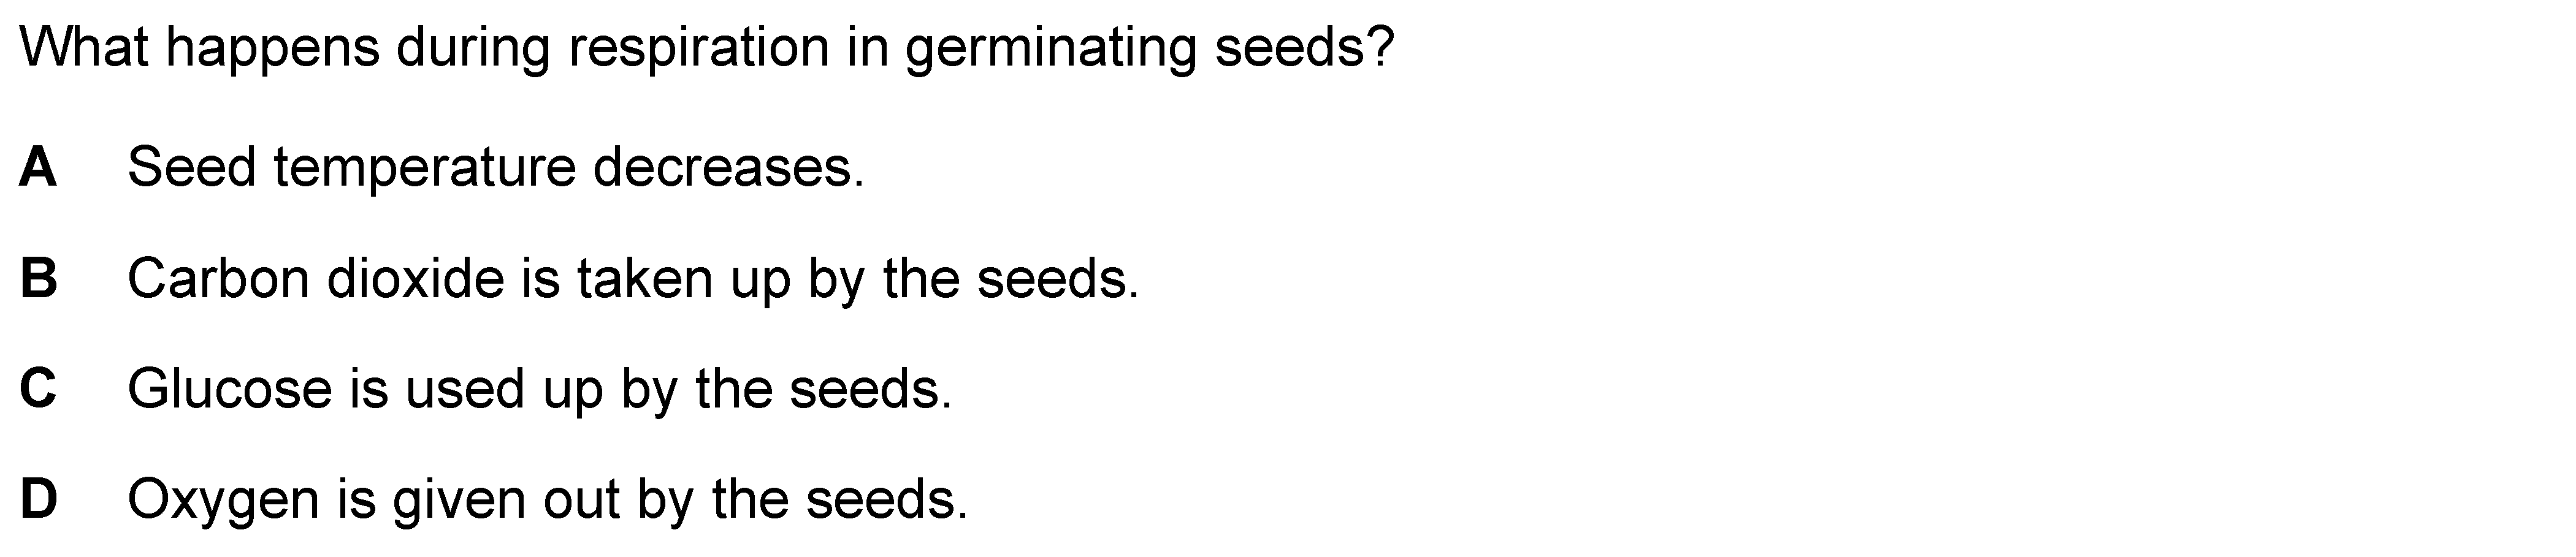 What happens during respiration in germinating seeds?
A Seed temperature decreases.
B Carbon dioxide is taken up by the seeds.
C Glucose is used up by the seeds.
D Oxygen is given out by the seeds.